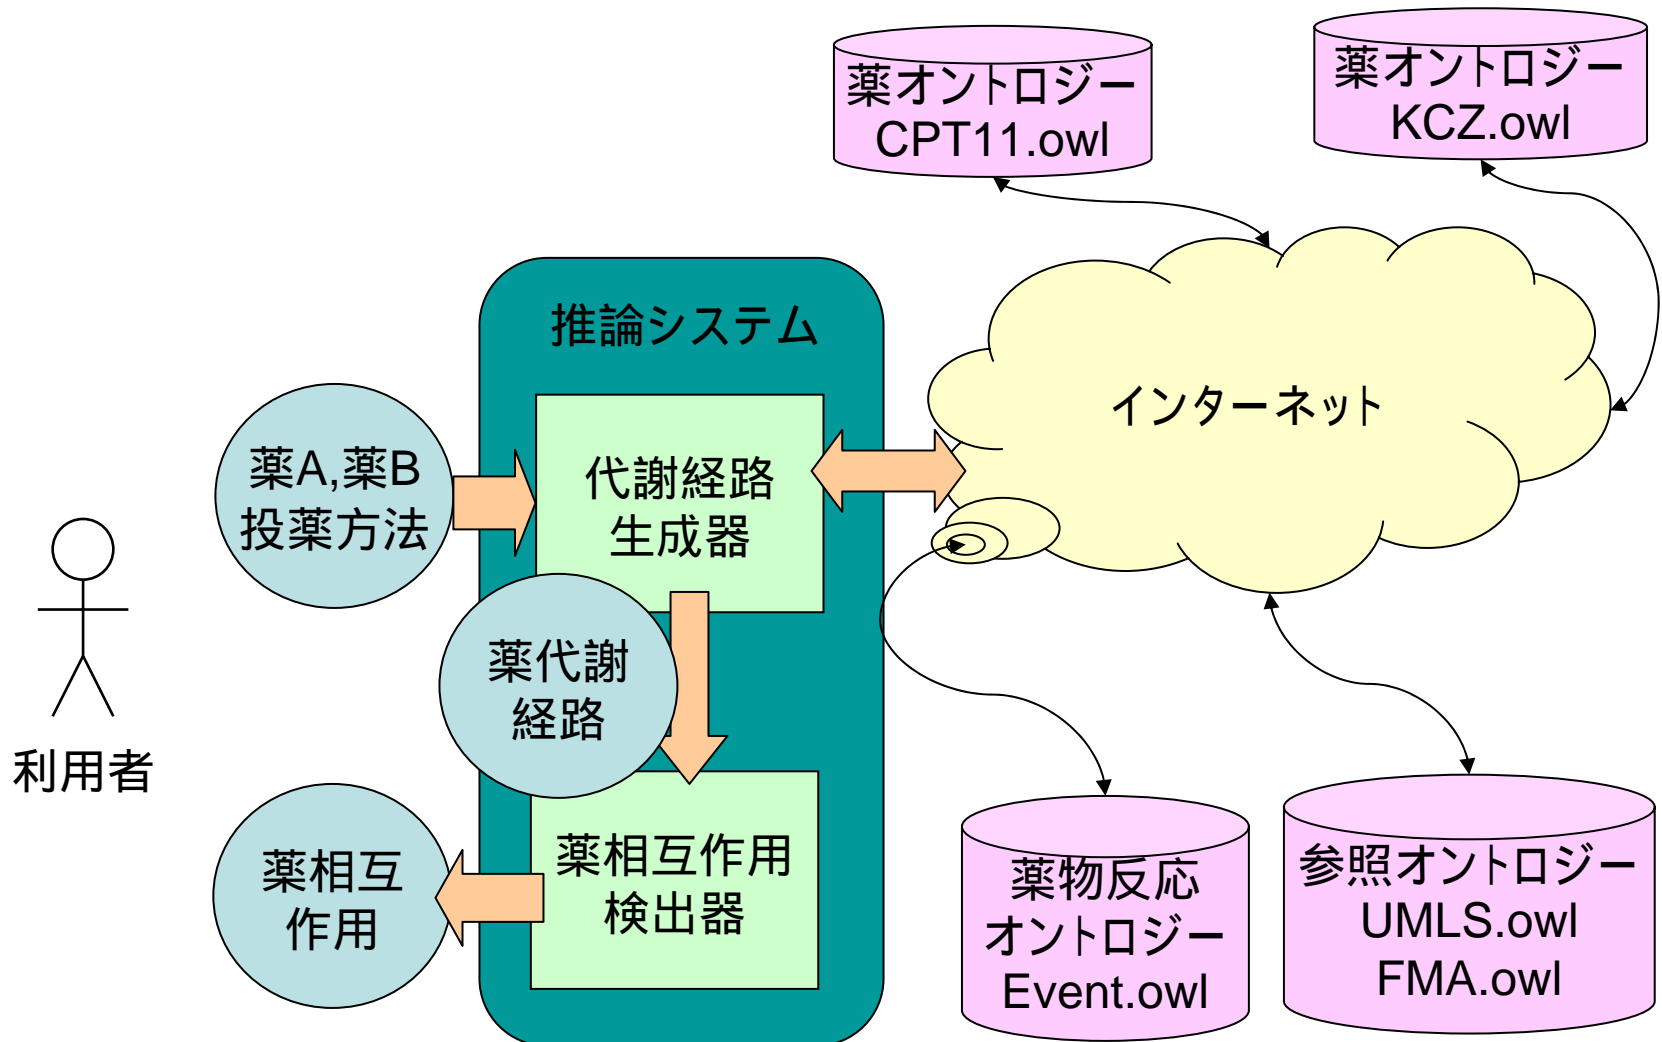 薬オントロジー
CPT11.owl
薬オントロジー
KCZ.owl
推論システム
インターネット
薬A,薬B
投薬方法
代謝経路
生成器
薬代謝
経路
利用者
薬相互作用
検出器
薬相互
作用
薬物反応
オントロジー
Event.owl
参照オントロジー
UMLS.owl
FMA.owl